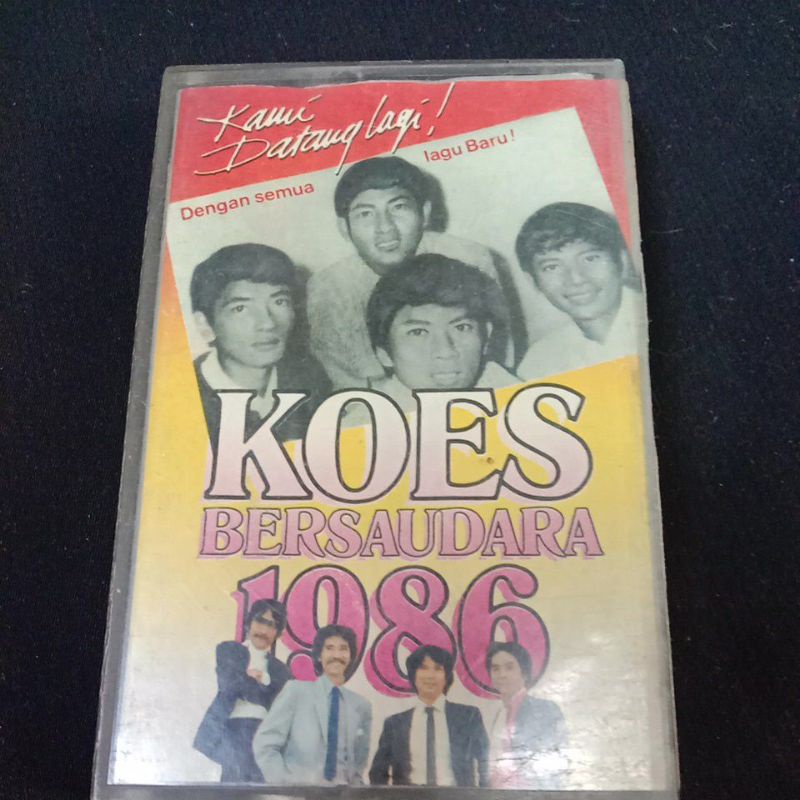 Kami
Datang lagi!
Dengan semua lagu Baru!
KOES
BERSAUDARA
1986